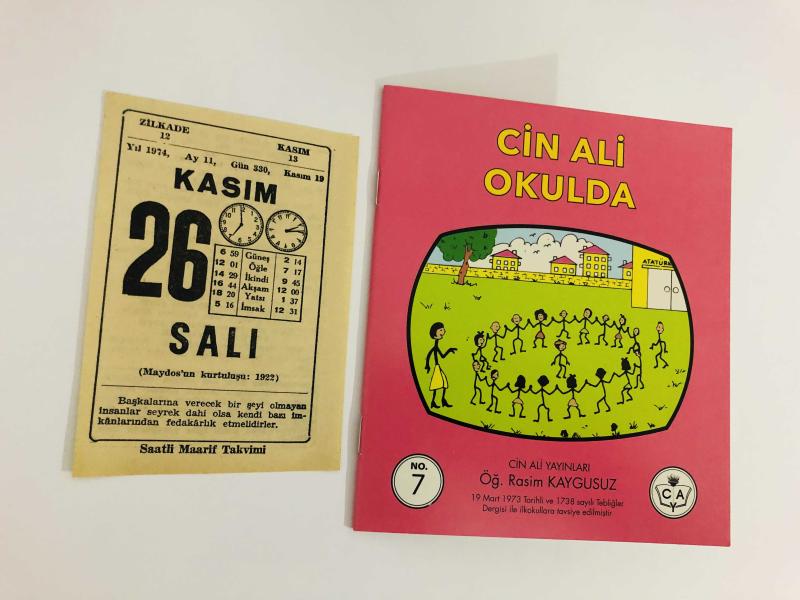 ZİLKADE
12
KASIM
13
Yıl 1974, Ay 11, Gün 330, Kasım 19
KASIM
26
6 59 Güneş 2 14
12 01 Öğle 7 17
14 29 İkindi 9 45
16 44 Akşam 12 00
18 20 Yatsı 1 37
5 16 İmsak 12 31
SALI
(Maydos'un kurtuluşu: 1922)
Başkalarına verecek bir şeyi olmayan
insanlar seyrek dahi olsa kendi bazı im-
kânlarından fedakârlık etmelidirler.
Saatli Maarif Takvimi
CİN ALİ
OKULDA
ATATÜRK
NO.
7
CİN ALİ YAYINLARI
Öğ. Rasim KAYGUSUZ
19 Mart 1973 Tarihli ve 1738 sayılı Tebliğler
Dergisi ile ilkokullara tavsiye edilmiştir
C A
Y